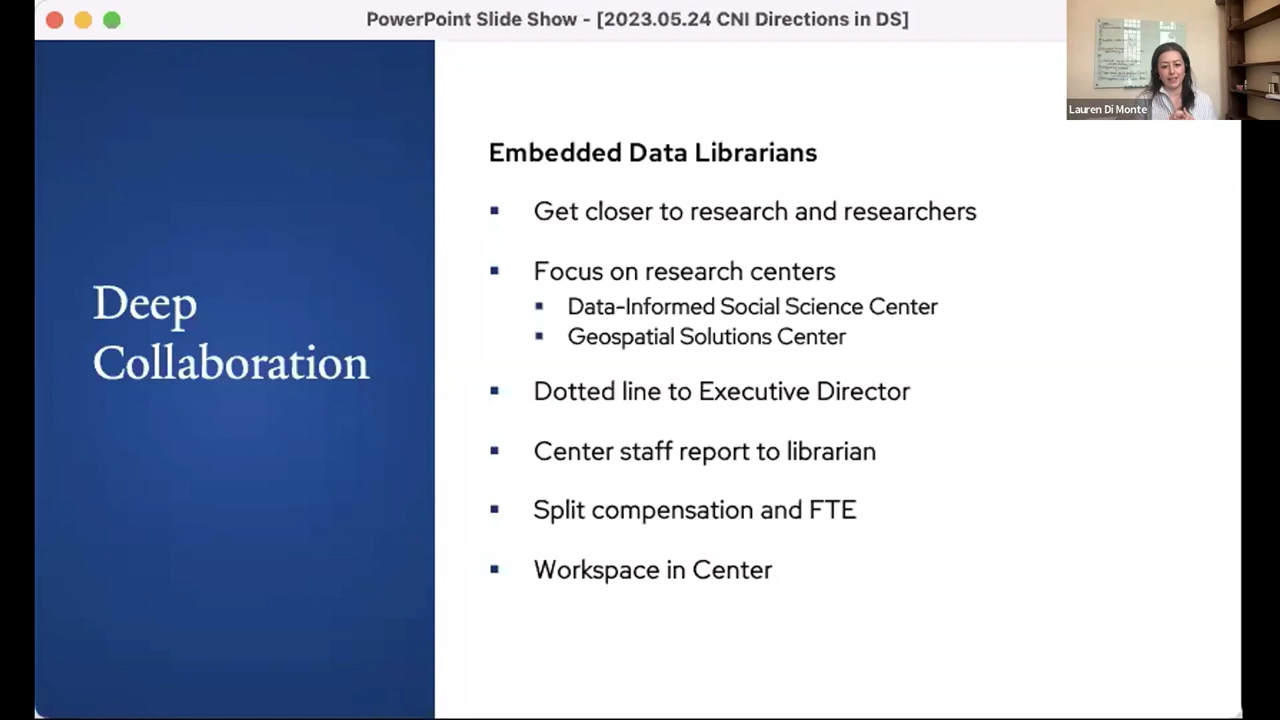 PowerPoint Slide Show - [2023.05.24 CNI Directions in DS]
Lauren Di Monte
Deep
Collaboration
Embedded Data Librarians
Get closer to research and researchers
Focus on research centers
Data-Informed Social Science Center
Geospatial Solutions Center
Dotted line to Executive Director
Center staff report to librarian
Split compensation and FTE
Workspace in Center